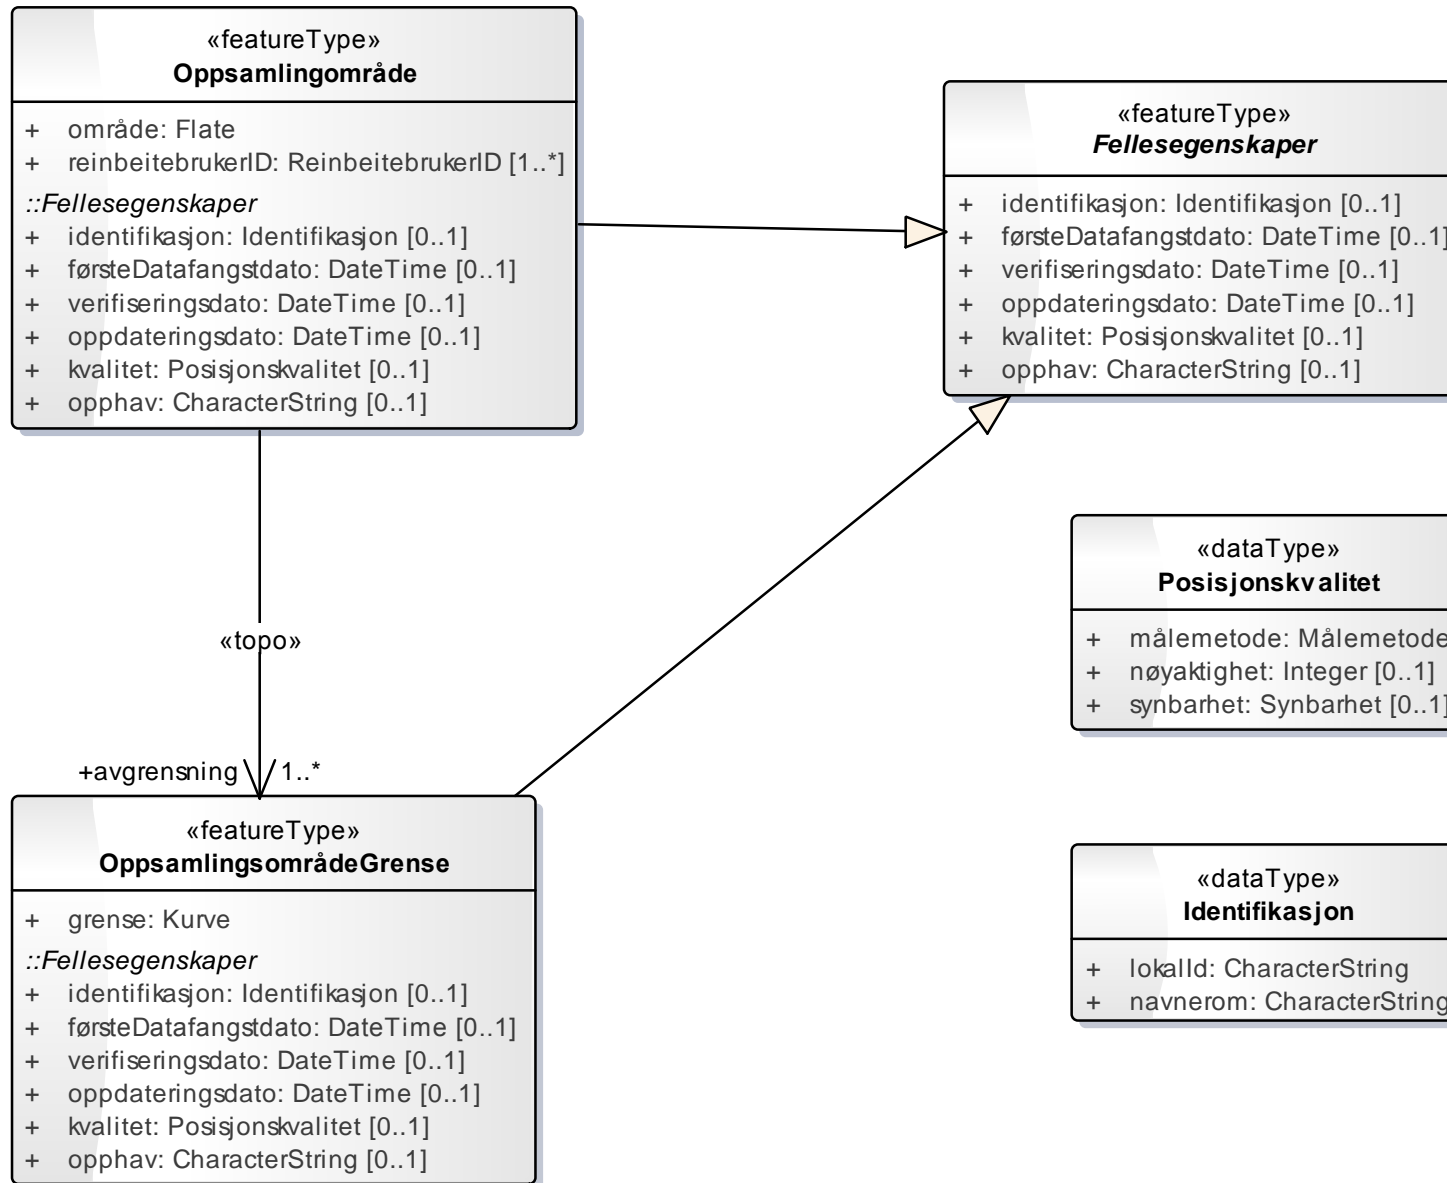 «featureType»
Oppsamlingområde
+ område: Flate
+ reinbeitebrukerID: ReinbeitebrukerID [1..*]
::Fellesegenskaper
+ identifikasjon: Identifikasjon [0..1]
+ førsteDatafangstdato: DateTime [0..1]
+ verifiseringsdato: DateTime [0..1]
+ oppdateringsdato: DateTime [0..1]
+ kvalitet: Posisjonskvalitet [0..1]
+ opphav: CharacterString [0..1]
«featureType»
Fellesegenskaper
+ identifikasjon: Identifikasjon [0..1]
+ førsteDatafangstdato: DateTime [0..1]
+ verifiseringsdato: DateTime [0..1]
+ oppdateringsdato: DateTime [0..1]
+ kvalitet: Posisjonskvalitet [0..1]
+ opphav: CharacterString [0..1]
«topo»
+avgrensning 1..*
«dataType»
Posisjonskvalitet
+ målemetode: Målemetode
+ nøyaktighet: Integer [0..1]
+ synbarhet: Synbarhet [0..1]
«featureType»
OppsamlingsområdeGrense
+ grense: Kurve
::Fellesegenskaper
+ identifikasjon: Identifikasjon [0..1]
+ førsteDatafangstdato: DateTime [0..1]
+ verifiseringsdato: DateTime [0..1]
+ oppdateringsdato: DateTime [0..1]
+ kvalitet: Posisjonskvalitet [0..1]
+ opphav: CharacterString [0..1]
«dataType»
Identifikasjon
+ lokalId: CharacterString
+ navnerom: CharacterString